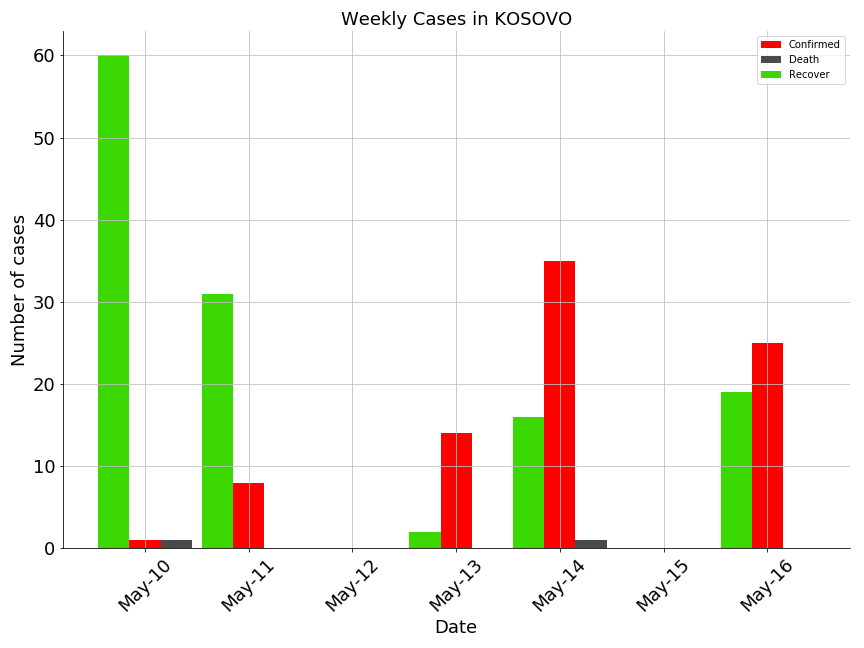 Weekly Cases in KOSOVO
Confirmed
Death
Recover
Number of cases
60
50
40
30
20
10
0
May-10
May-11
May-12
May-13
May-14
May-15
May-16
Date